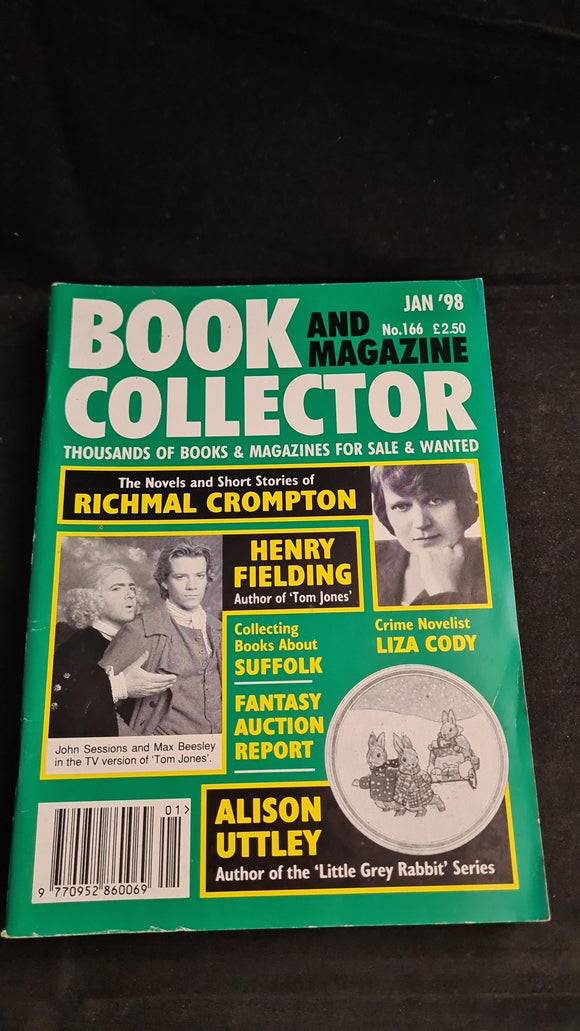 JAN '98
BOOK AND
No.166 £2.50
MAGAZINE
COLLECTOR
THOUSANDS OF BOOKS & MAGAZINES FOR SALE & WANTED
The Novels and Short Stories of
RICHMAL CROMPTON
HENRY
FIELDING
Author of 'Tom Jones'
Crime Novelist
LIZA CODY
Collecting
Books About
SUFFOLK
FANTASY
AUCTION
REPORT
John Sessions and Max Beesley
in the TV version of 'Tom Jones'.
ALISON
UTTLEY
Author of the 'Little Grey Rabbit' Series
01>
9 770952 860069